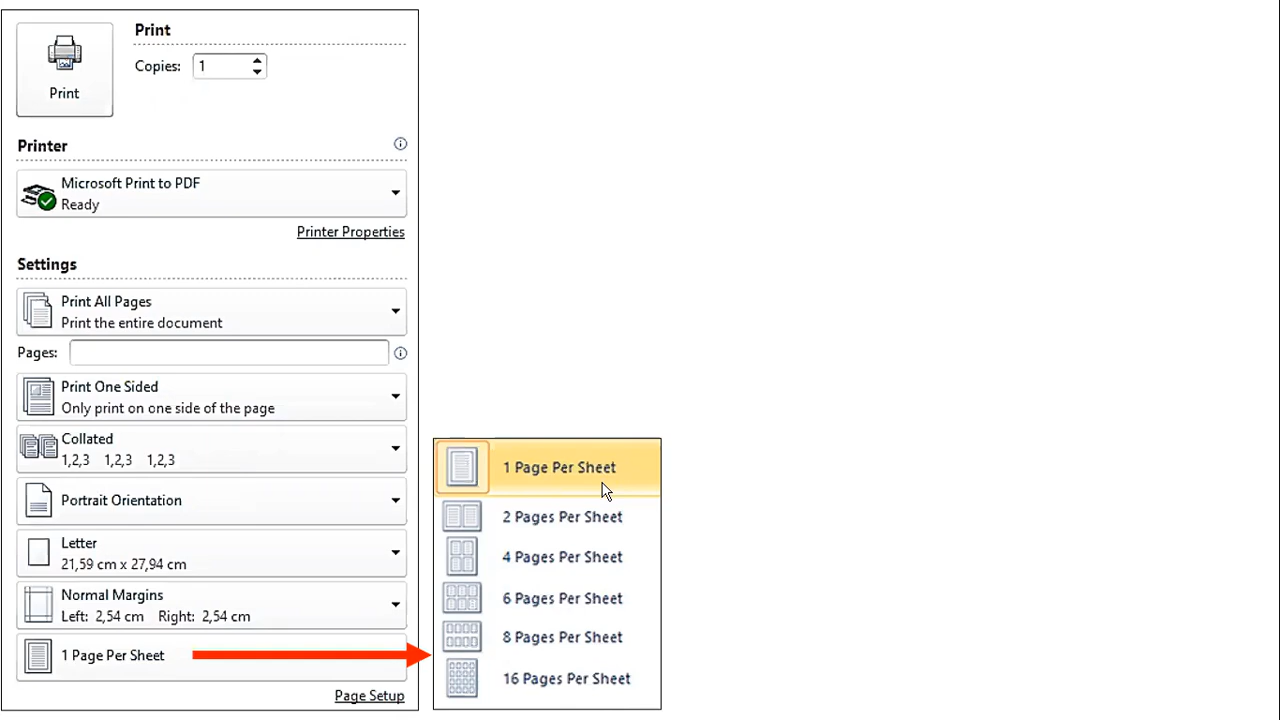 Print
Print
Copies: 1
Printer
Microsoft Print to PDF
Ready
Printer Properties
Settings
Print All Pages
Print the entire document
Pages:
Print One Sided
Only print on one side of the page
Collated
1,2,3 1,2,3 1,2,3
Portrait Orientation
Letter
21,59 cm x 27,94 cm
Normal Margins
Left: 2,54 cm Right: 2,54 cm
1 Page Per Sheet
Page Setup
1 Page Per Sheet
2 Pages Per Sheet
4 Pages Per Sheet
6 Pages Per Sheet
8 Pages Per Sheet
16 Pages Per Sheet